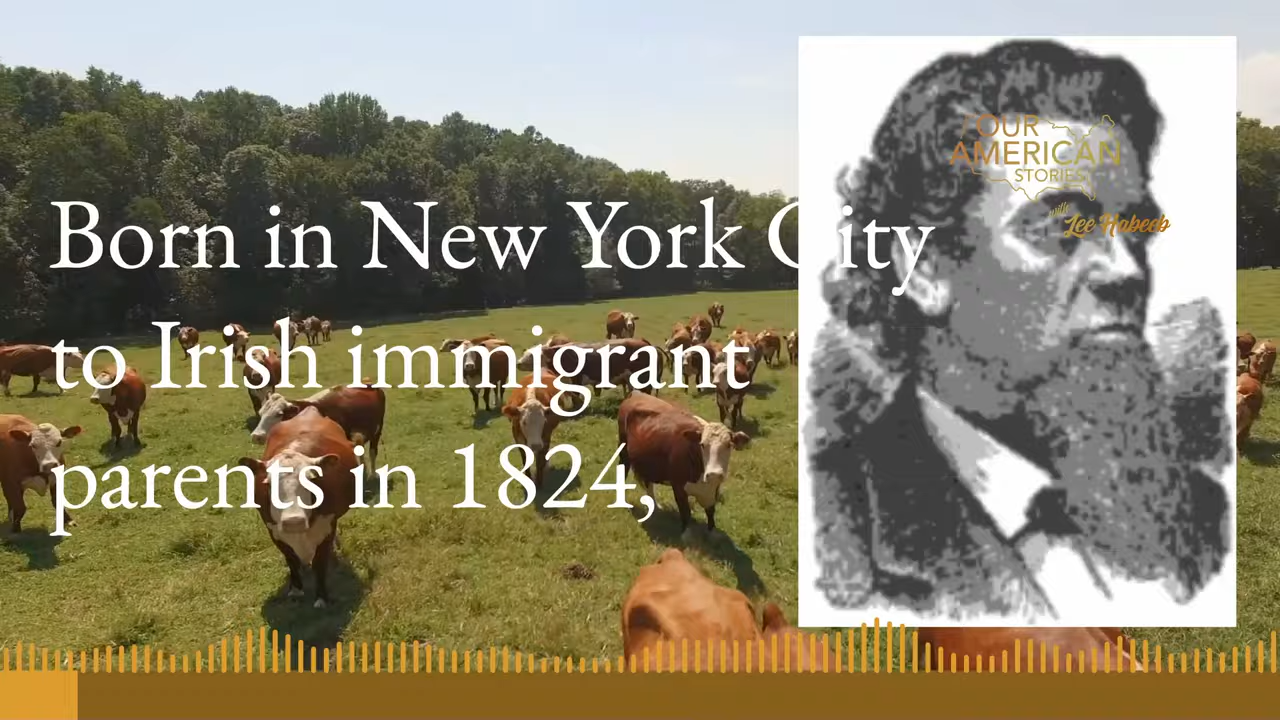 Born in New York City
to Irish immigrant
parents in 1824,
OUR
AMERICAN
STORIES
with
Lee Habeeb